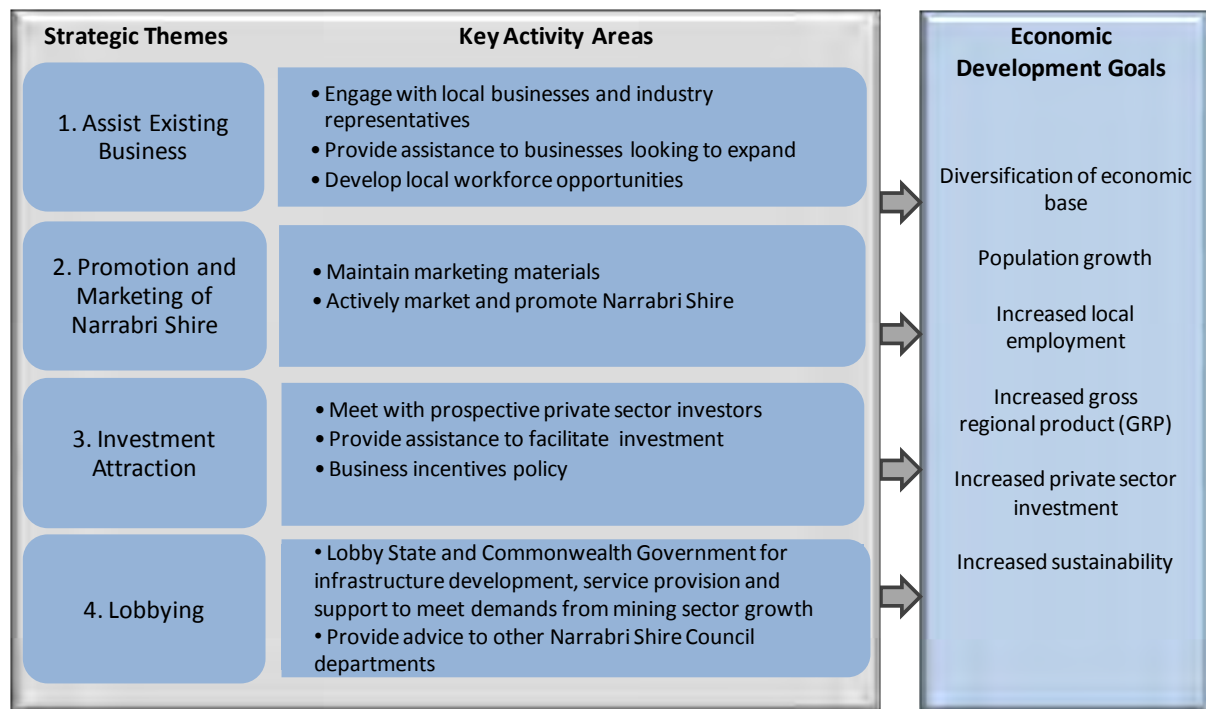 Strategic Themes
Key Activity Areas
1. Assist Existing
Business
• Engage with local businesses and industry
representatives
• Provide assistance to businesses looking to expand
• Develop local workforce opportunities
2. Promotion and
Marketing of
Narrabri Shire
• Maintain marketing materials
• Actively market and promote Narrabri Shire
3. Investment
Attraction
• Meet with prospective private sector investors
• Provide assistance to facilitate investment
• Business incentives policy
4. Lobbying
• Lobby State and Commonwealth Government for
infrastructure development, service provision and
support to meet demands from mining sector growth
• Provide advice to other Narrabri Shire Council
departments
Economic
Development Goals
Diversification of economic
base
Population growth
Increased local
employment
Increased gross
regional product (GRP)
Increased private sector
investment
Increased sustainability